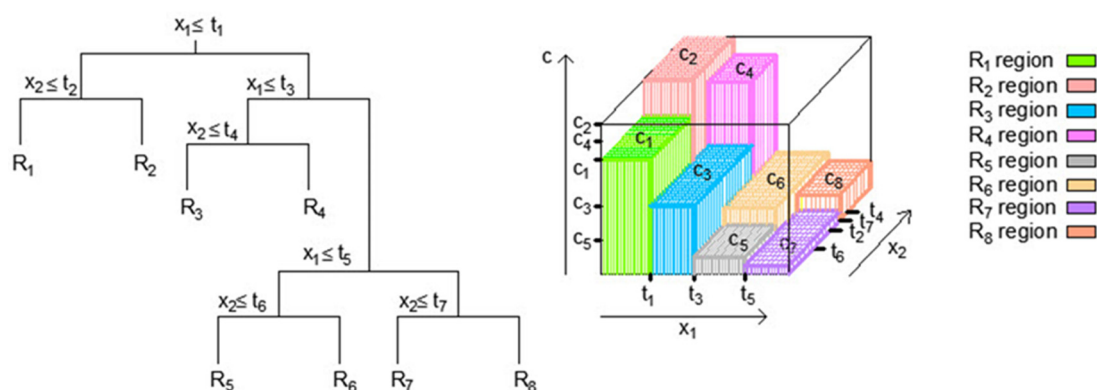 x₁≤ t₁
x₂≤ t₂
x₁≤ t₃
x₂≤ t₄
R₁
R₂
R₃
R₄
x₁≤ t₅
x₂≤ t₆
x₂≤ t₇
R₅
R₆
R₇
R₈
c
c₂
c₄
c₁
c₃
c₅
c₂
c₄
c₁
c₃
c₆
c₈
c₅
c₇
t₁
t₃
t₅
x₁
t₄
t₇
t₂
t₆
x₂
R₁ region
R₂ region
R₃ region
R₄ region
R₅ region
R₆ region
R₇ region
R₈ region